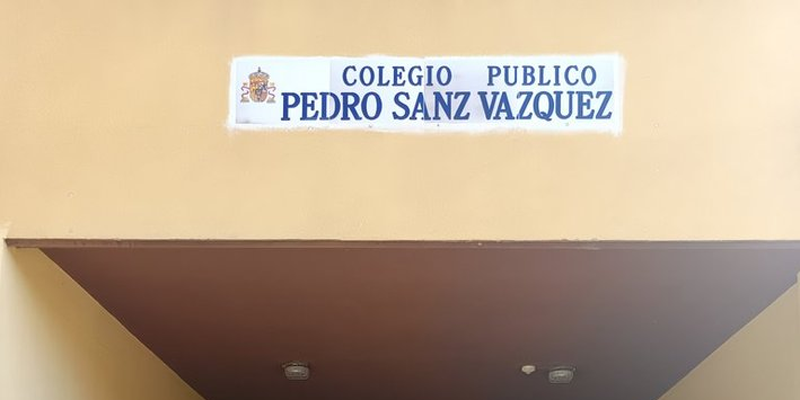 COLEGIO PUBLICO
PEDRO SANZ VAZQUEZ